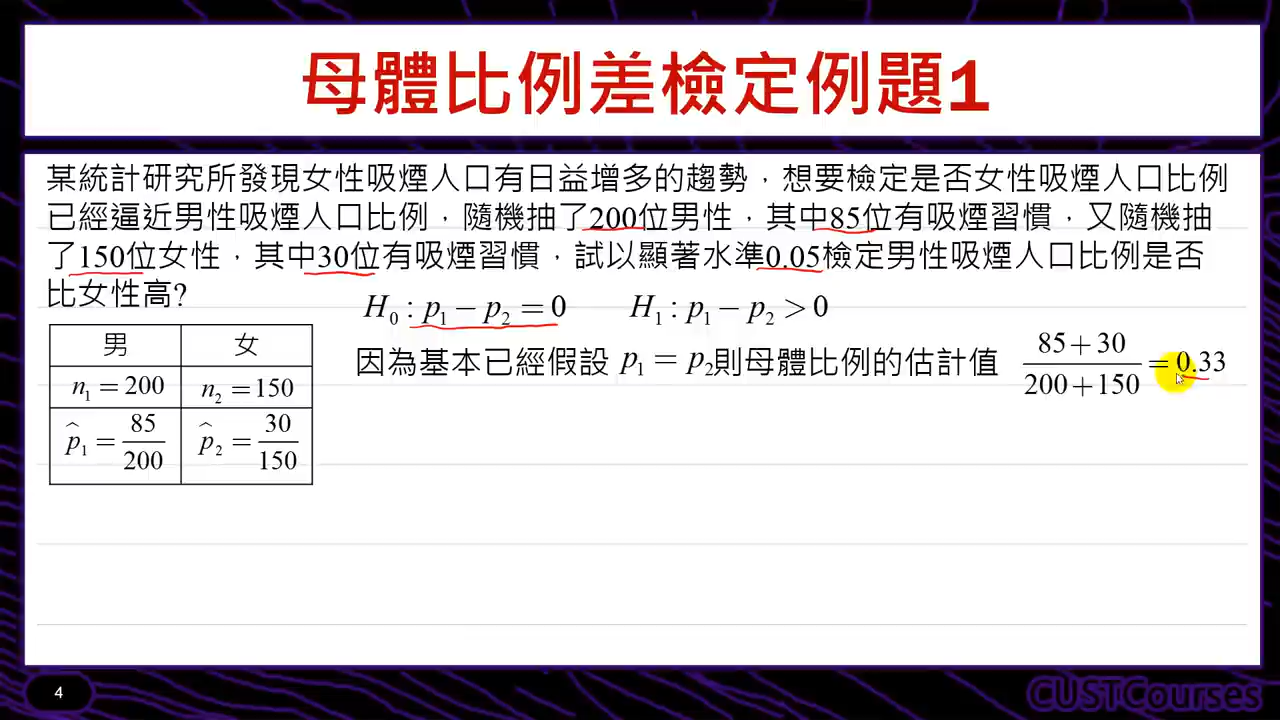 母體比例差檢定例題1
某統計研究所發現女性吸煙人口有日益增多的趨勢，想要檢定是否女性吸煙人口比例
已經逼近男性吸煙人口比例，隨機抽了200位男性，其中85位有吸煙習慣，又隨機抽
了150位女性，其中30位有吸煙習慣，試以顯著水準0.05檢定男性吸煙人口比例是否
比女性高?
H₀ : p₁ − p₂ = 0 H₁ : p₁ − p₂ > 0
因為基本已經假設 p₁ = p₂則母體比例的估計值 (85+30)/(200+150) = 0.33
男 女
n₁ = 200 n₂ = 150
p̂₁ = 85/200 p̂₂ = 30/150
4
CUSTCourses